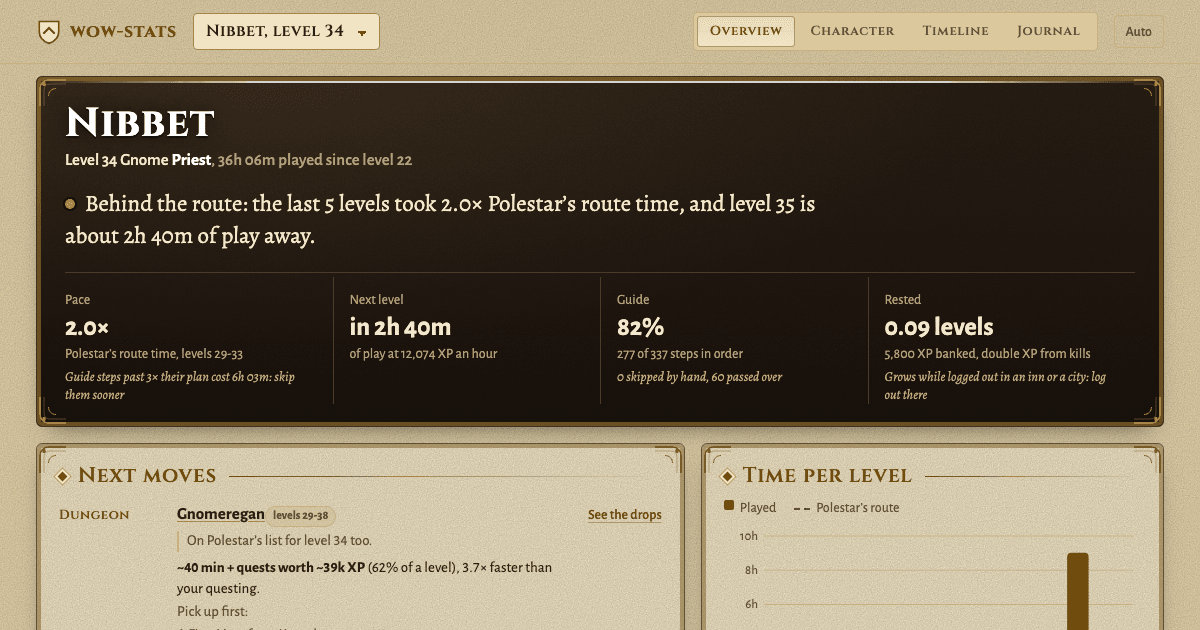 WOW-STATS
Nibbet, level 34
Overview
Character
Timeline
Journal
Auto
Nibbet
Level 34 Gnome Priest, 36h 06m played since level 22
Behind the route: the last 5 levels took 2.0× Polestar’s route time, and level 35 is
about 2h 40m of play away.
Pace
2.0×
Polestar's route time, levels 29-33
Guide steps past 3× their plan cost 6h 03m: skip
them sooner
Next level
in 2h 40m
of play at 12,074 XP an hour
Guide
82%
277 of 337 steps in order
0 skipped by hand, 60 passed over
Rested
0.09 levels
5,800 XP banked, double XP from kills
Grows while logged out in an inn or a city: log
out there
Next moves
Dungeon
Gnomeregan levels 29-38
See the drops
On Polestar's list for level 34 too.
~40 min + quests worth ~39k XP (62% of a level), 3.7× faster than
your questing.
Pick up first:
Time per level
Played
Polestar's route
10h
8h
6h